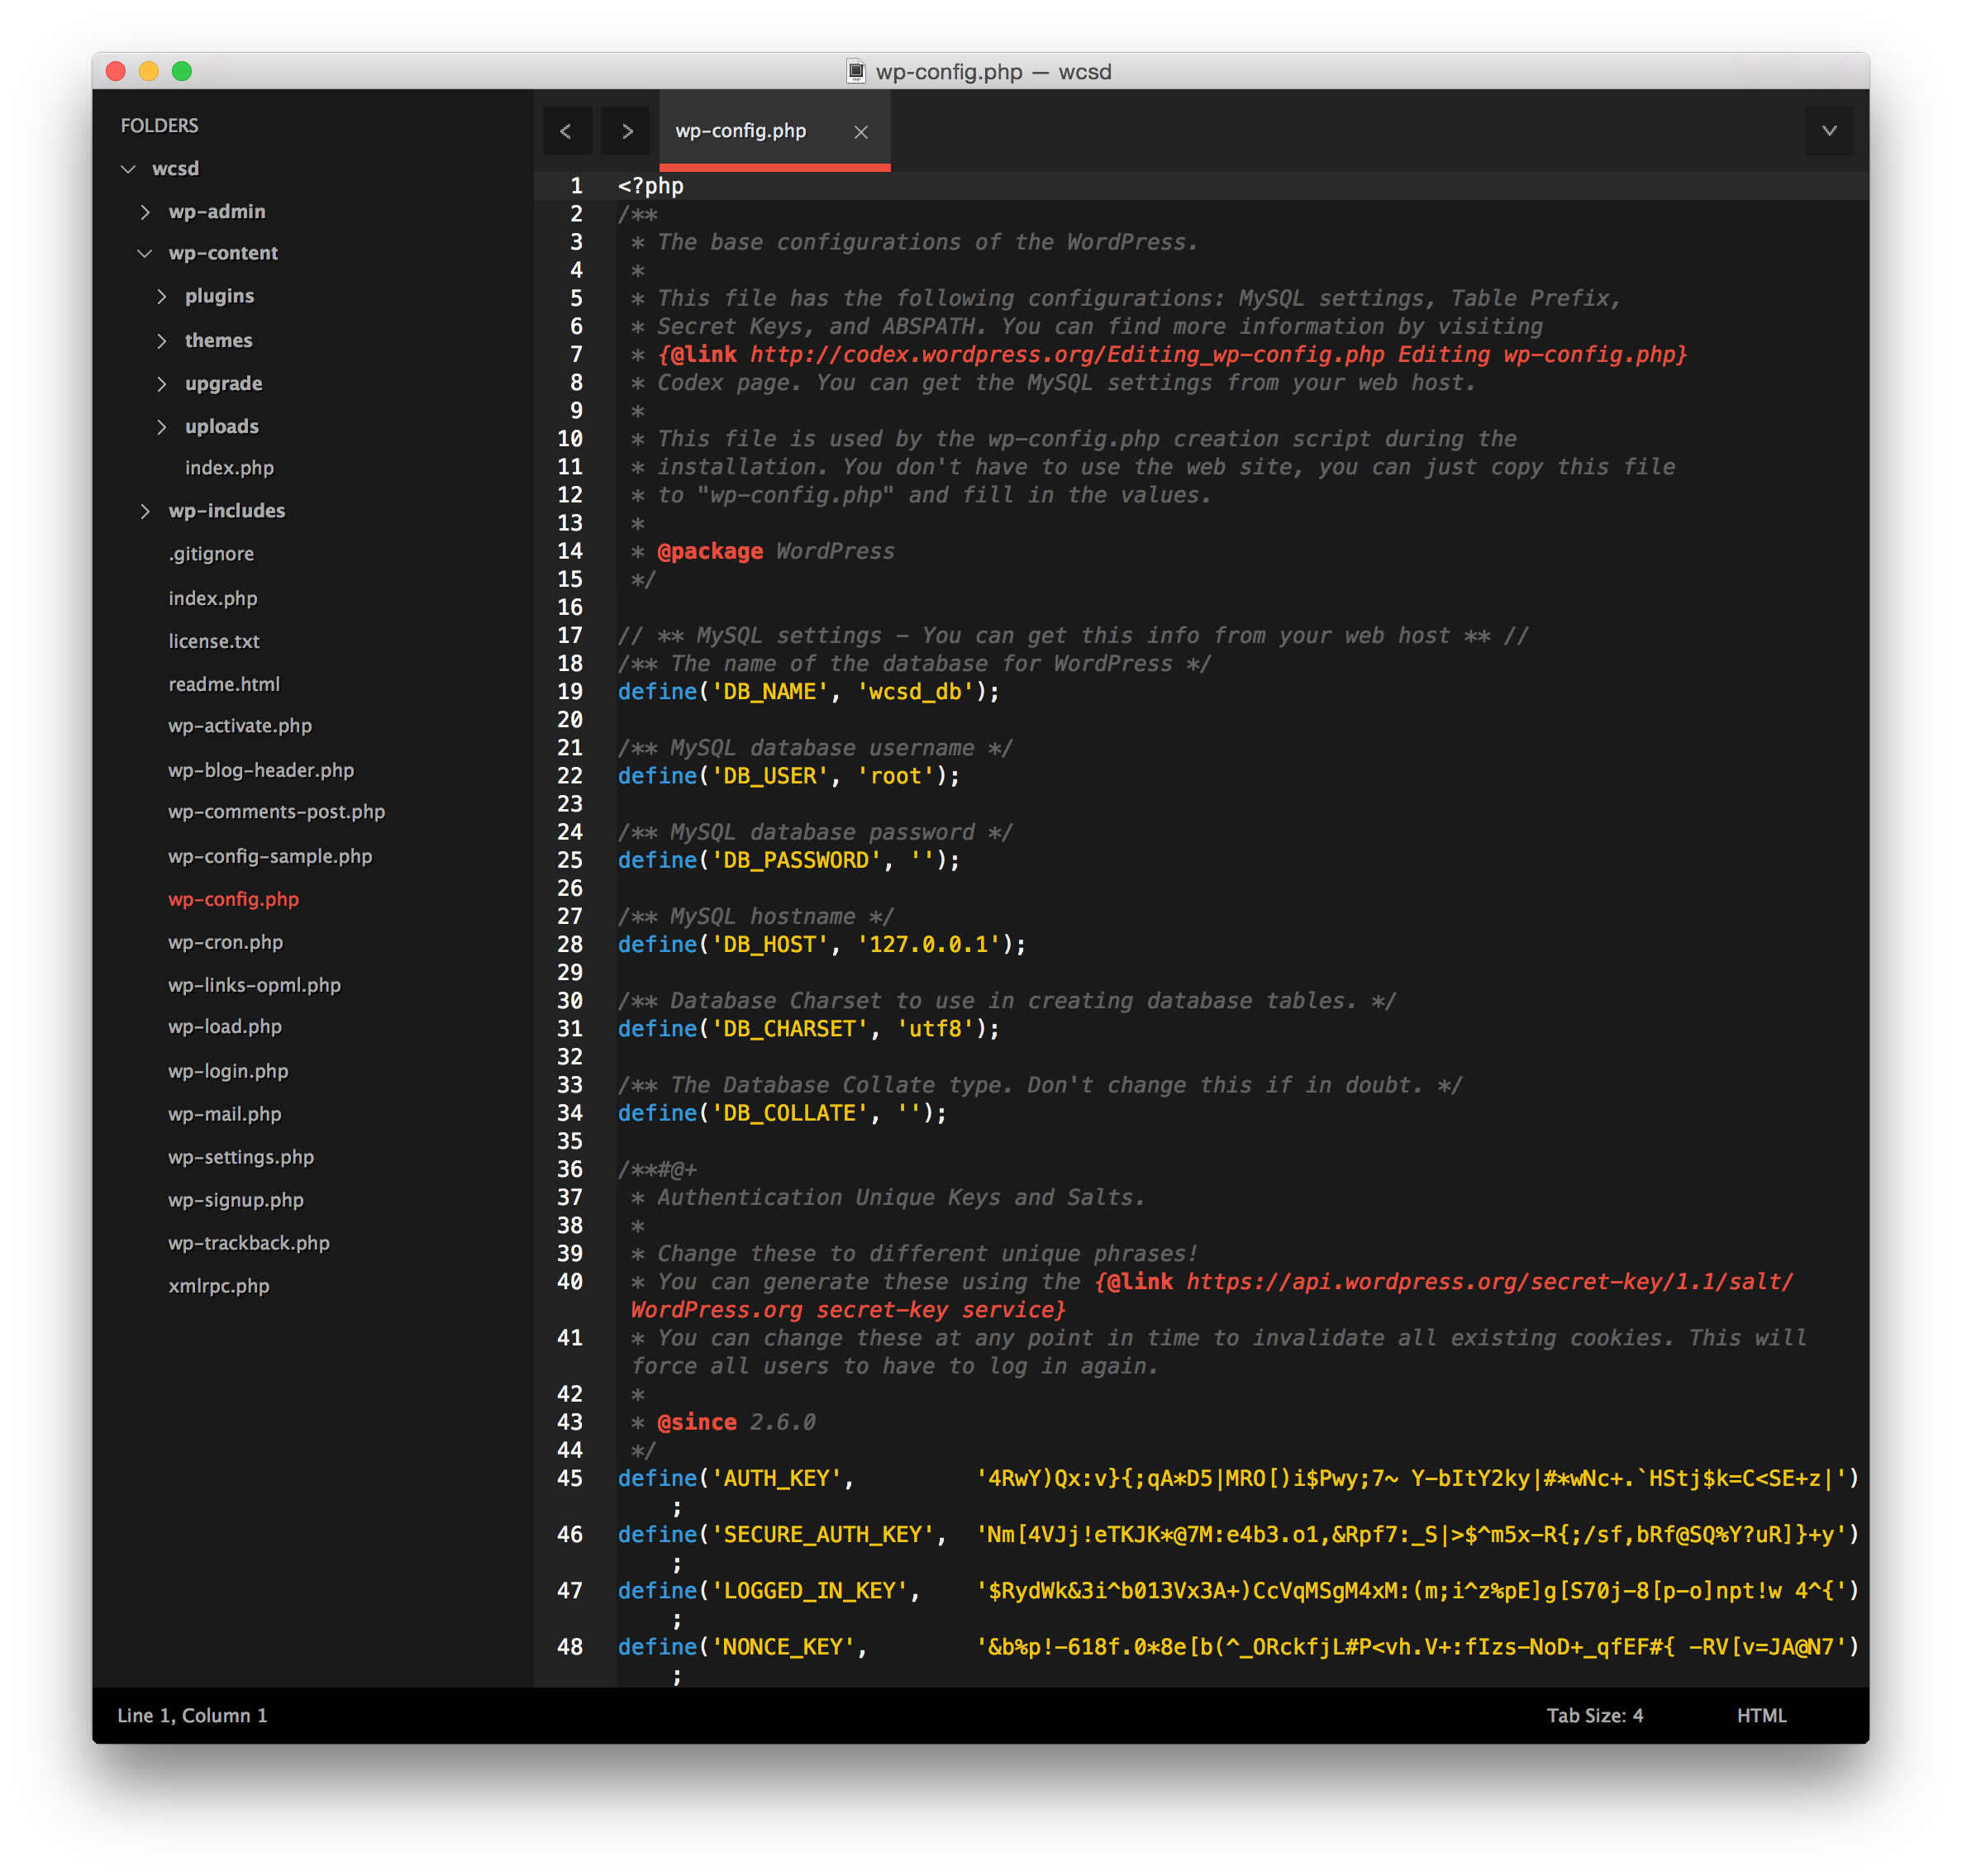 wp-config.php — wcsd
FOLDERS
wcsd
wp-admin
wp-content
plugins
themes
upgrade
uploads
index.php
wp-includes
.gitignore
index.php
license.txt
readme.html
wp-activate.php
wp-blog-header.php
wp-comments-post.php
wp-config-sample.php
wp-config.php
wp-cron.php
wp-links-opml.php
wp-load.php
wp-login.php
wp-mail.php
wp-settings.php
wp-signup.php
wp-trackback.php
xmlrpc.php
wp-config.php
1 <?php
2 /**
3  * The base configurations of the WordPress.
4  *
5  * This file has the following configurations: MySQL settings, Table Prefix,
6  * Secret Keys, and ABSPATH. You can find more information by visiting
7  * {@link http://codex.wordpress.org/Editing_wp-config.php Editing wp-config.php}
8  * Codex page. You can get the MySQL settings from your web host.
9  *
10  * This file is used by the wp-config.php creation script during the
11  * installation. You don't have to use the web site, you can just copy this file
12  * to "wp-config.php" and fill in the values.
13  *
14  * @package WordPress
15  */
16
17 // ** MySQL settings - You can get this info from your web host ** //
18 /** The name of the database for WordPress */
19 define('DB_NAME', 'wcsd_db');
20
21 /** MySQL database username */
22 define('DB_USER', 'root');
23
24 /** MySQL database password */
25 define('DB_PASSWORD', '');
26
27 /** MySQL hostname */
28 define('DB_HOST', '127.0.0.1');
29
30 /** Database Charset to use in creating database tables. */
31 define('DB_CHARSET', 'utf8');
32
33 /** The Database Collate type. Don't change this if in doubt. */
34 define('DB_COLLATE', '');
35
36 /**#@+
37  * Authentication Unique Keys and Salts.
38  *
39  * Change these to different unique phrases!
40  * You can generate these using the {@link https://api.wordpress.org/secret-key/1.1/salt/
WordPress.org secret-key service}
41  * You can change these at any point in time to invalidate all existing cookies. This will
force all users to have to log in again.
42  *
43  * @since 2.6.0
44  */
45 define('AUTH_KEY',         '4RwY)Qx:v}{;qA*D5|MRO[)i$Pwy;7~ Y-bItY2ky|#*wNc+.`HStj$k=C<SE+z|')
;
46 define('SECURE_AUTH_KEY',  'Nm[4VJj!eTKJK*@7M:e4b3.o1,&Rpf7:_S|>$^m5x-R{;/sf,bRf@SQ%Y?uR]}+y')
;
47 define('LOGGED_IN_KEY',    '$RydWk&3i^b013Vx3A+)CcVqMSgM4xM:(m;i^z%pE]g[S70j-8[p-o]npt!w 4^{')
;
48 define('NONCE_KEY',        '&b%p!-618f.0*8e[b(^_ORckfjL#P<vh.V+:fIzs-NoD+_qfEF#{ -RV[v=JA@N7')
;
Line 1, Column 1
Tab Size: 4
HTML